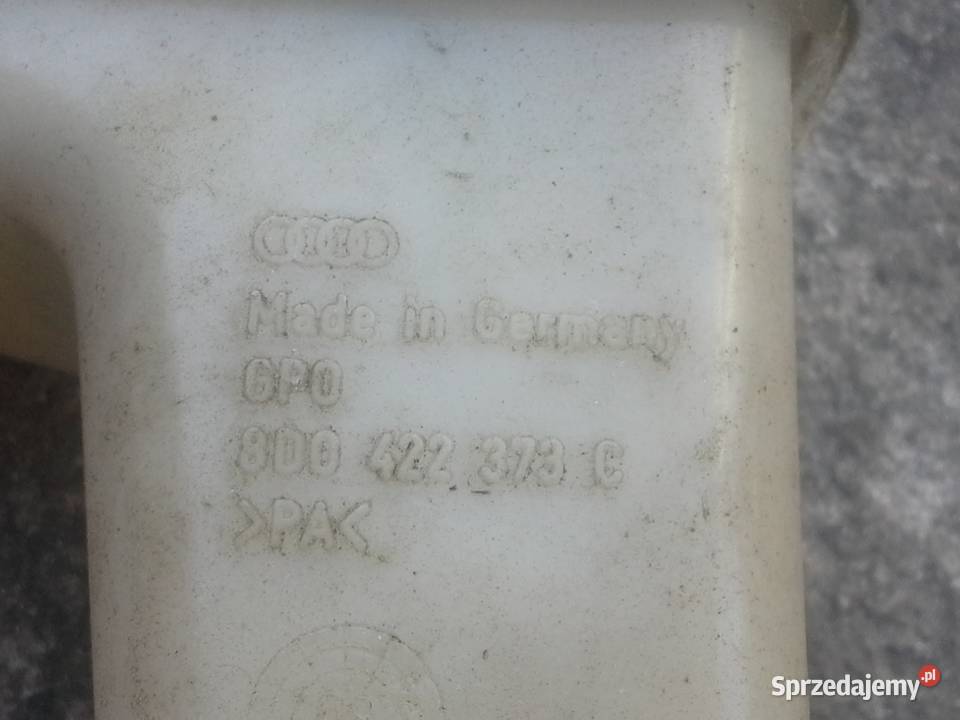 Made in Germany
GPO
8D0 422 373 C
>PA<
Sprzedajemy.pl